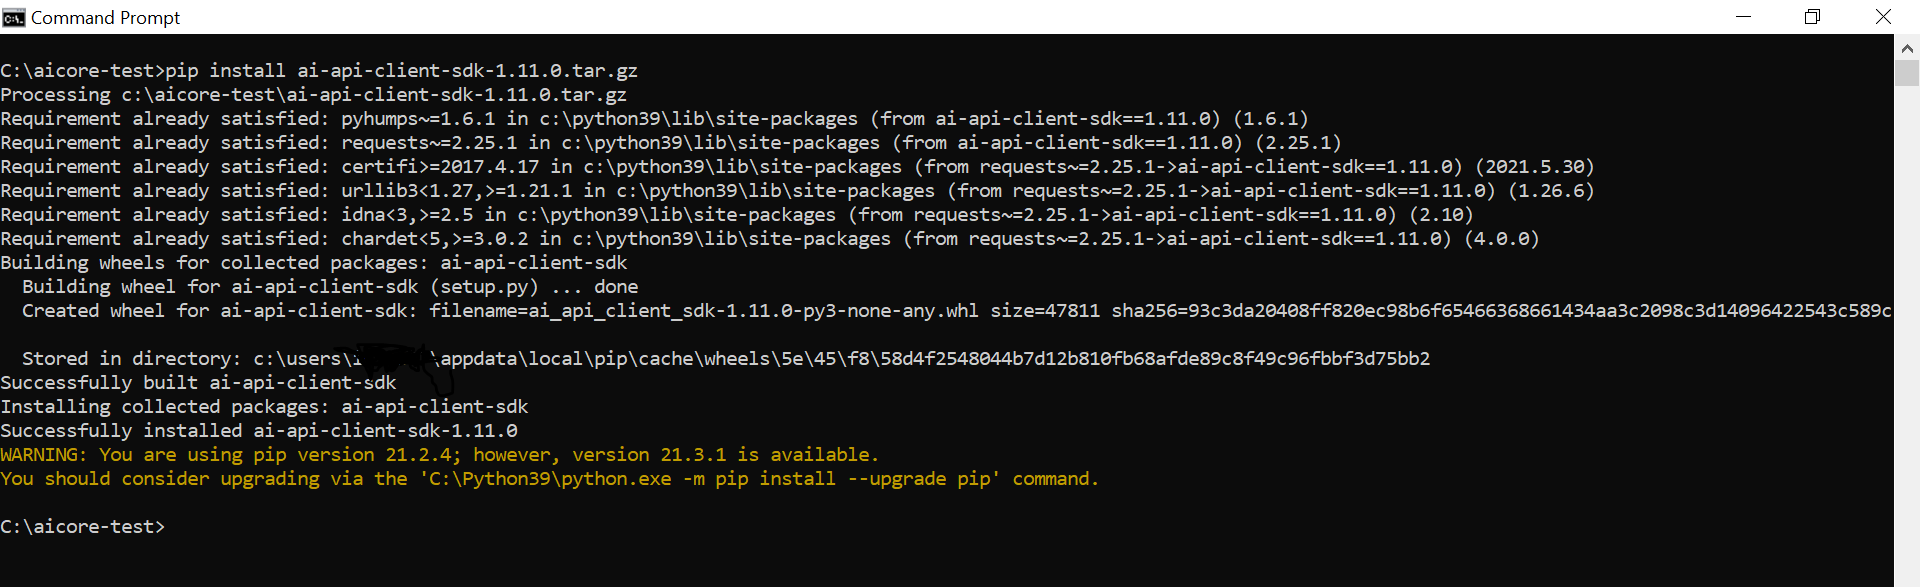 Command Prompt
C:\aicore-test>pip install ai-api-client-sdk-1.11.0.tar.gz
Processing c:\aicore-test\ai-api-client-sdk-1.11.0.tar.gz
Requirement already satisfied: pyhumps~=1.6.1 in c:\python39\lib\site-packages (from ai-api-client-sdk==1.11.0) (1.6.1)
Requirement already satisfied: requests~=2.25.1 in c:\python39\lib\site-packages (from ai-api-client-sdk==1.11.0) (2.25.1)
Requirement already satisfied: certifi>=2017.4.17 in c:\python39\lib\site-packages (from requests~=2.25.1->ai-api-client-sdk==1.11.0) (2021.5.30)
Requirement already satisfied: urllib3<1.27,>=1.21.1 in c:\python39\lib\site-packages (from requests~=2.25.1->ai-api-client-sdk==1.11.0) (1.26.6)
Requirement already satisfied: idna<3,>=2.5 in c:\python39\lib\site-packages (from requests~=2.25.1->ai-api-client-sdk==1.11.0) (2.10)
Requirement already satisfied: chardet<5,>=3.0.2 in c:\python39\lib\site-packages (from requests~=2.25.1->ai-api-client-sdk==1.11.0) (4.0.0)
Building wheels for collected packages: ai-api-client-sdk
  Building wheel for ai-api-client-sdk (setup.py) ... done
  Created wheel for ai-api-client-sdk: filename=ai_api_client_sdk-1.11.0-py3-none-any.whl size=47811 sha256=93c3da20408ff820ec98b6f65466368661434aa3c2098c3d14096422543c589c
  Stored in directory: c:\users\ \appdata\local\pip\cache\wheels\5e\45\f8\58d4f2548044b7d12b810fb68afde89c8f49c96fbbf3d75bb2
Successfully built ai-api-client-sdk
Installing collected packages: ai-api-client-sdk
Successfully installed ai-api-client-sdk-1.11.0
WARNING: You are using pip version 21.2.4; however, version 21.3.1 is available.
You should consider upgrading via the 'C:\Python39\python.exe -m pip install --upgrade pip' command.
C:\aicore-test>